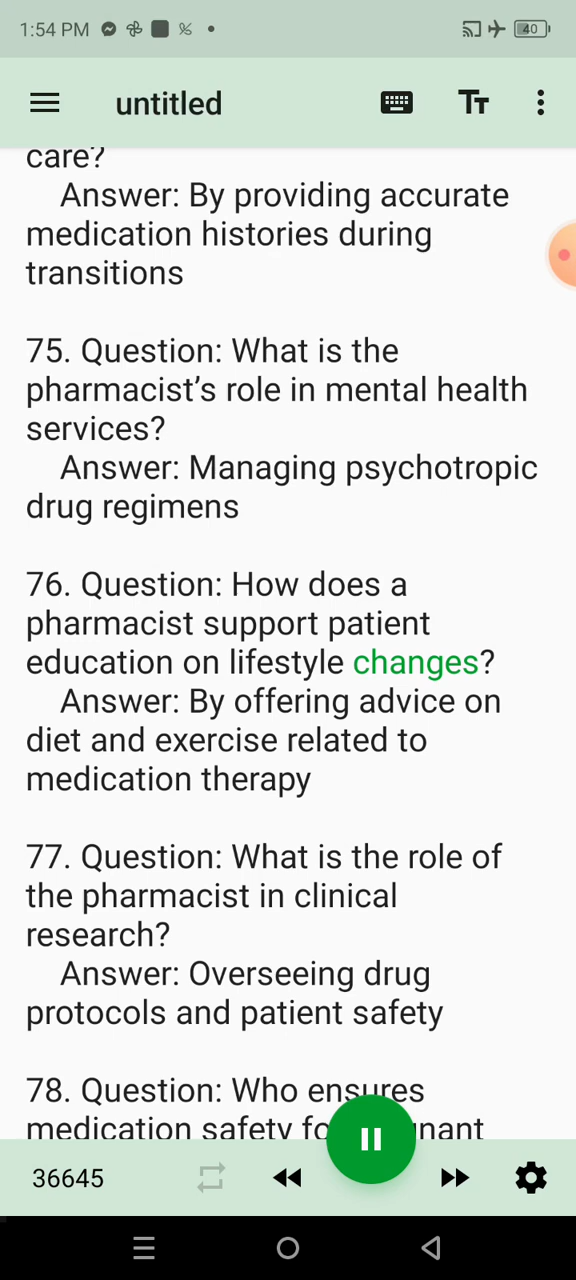 1:54 PM
40
untitled
care?
Answer: By providing accurate
medication histories during
transitions
75. Question: What is the
pharmacist’s role in mental health
services?
Answer: Managing psychotropic
drug regimens
76. Question: How does a
pharmacist support patient
education on lifestyle changes?
Answer: By offering advice on
diet and exercise related to
medication therapy
77. Question: What is the role of
the pharmacist in clinical
research?
Answer: Overseeing drug
protocols and patient safety
78. Question: Who ensures
medication safety
36645